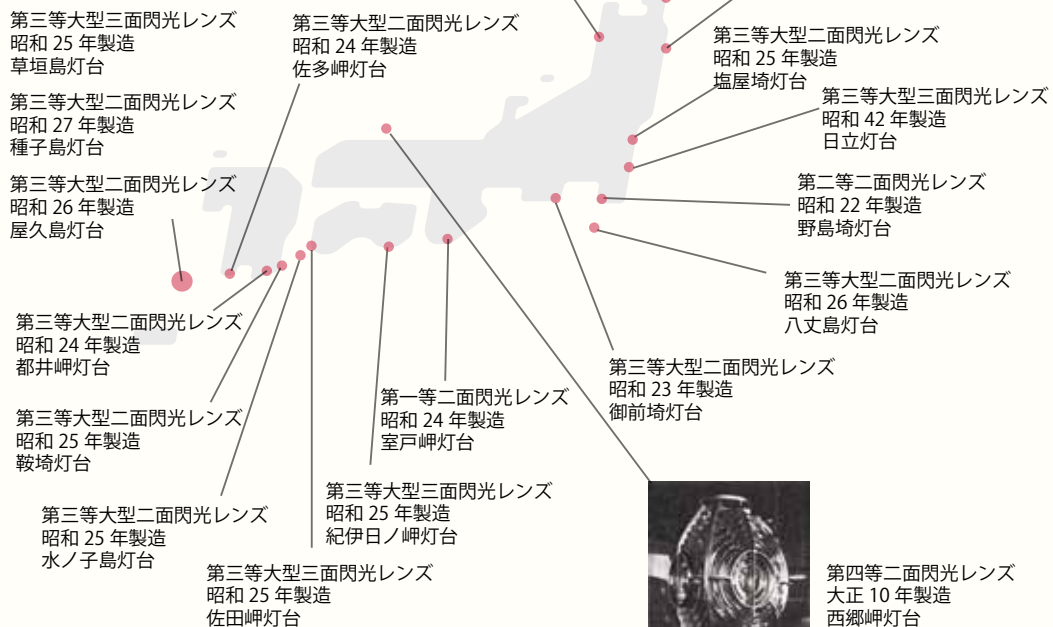 第三等大型三面閃光レンズ
昭和 25 年製造
草垣島灯台
第三等大型二面閃光レンズ
昭和 27 年製造
種子島灯台
第三等大型二面閃光レンズ
昭和 26 年製造
屋久島灯台
第三等大型二面閃光レンズ
昭和 24 年製造
佐多岬灯台
第三等大型二面閃光レンズ
昭和 25 年製造
塩屋埼灯台
第三等大型三面閃光レンズ
昭和 42 年製造
日立灯台
第二等二面閃光レンズ
昭和 22 年製造
野島埼灯台
第三等大型二面閃光レンズ
昭和 26 年製造
八丈島灯台
第三等大型二面閃光レンズ
昭和 23 年製造
御前埼灯台
第三等大型二面閃光レンズ
昭和 24 年製造
都井岬灯台
第三等大型二面閃光レンズ
昭和 25 年製造
鞍埼灯台
第三等大型二面閃光レンズ
昭和 25 年製造
水ノ子島灯台
第一等二面閃光レンズ
昭和 24 年製造
室戸岬灯台
第三等大型三面閃光レンズ
昭和 25 年製造
紀伊日ノ岬灯台
第三等大型三面閃光レンズ
昭和 25 年製造
佐田岬灯台
第四等二面閃光レンズ
大正 10 年製造
西郷岬灯台